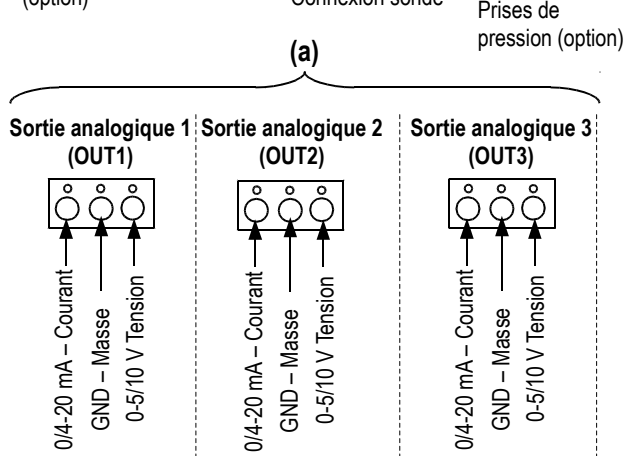 (option)
Connexion sonde
Prises de
pression (option)
(a)
Sortie analogique 1
(OUT1)
Sortie analogique 2
(OUT2)
Sortie analogique 3
(OUT3)
0/4-20 mA – Courant
GND – Masse
0-5/10 V Tension
0/4-20 mA – Courant
GND – Masse
0-5/10 V Tension
0/4-20 mA – Courant
GND – Masse
0-5/10 V Tension